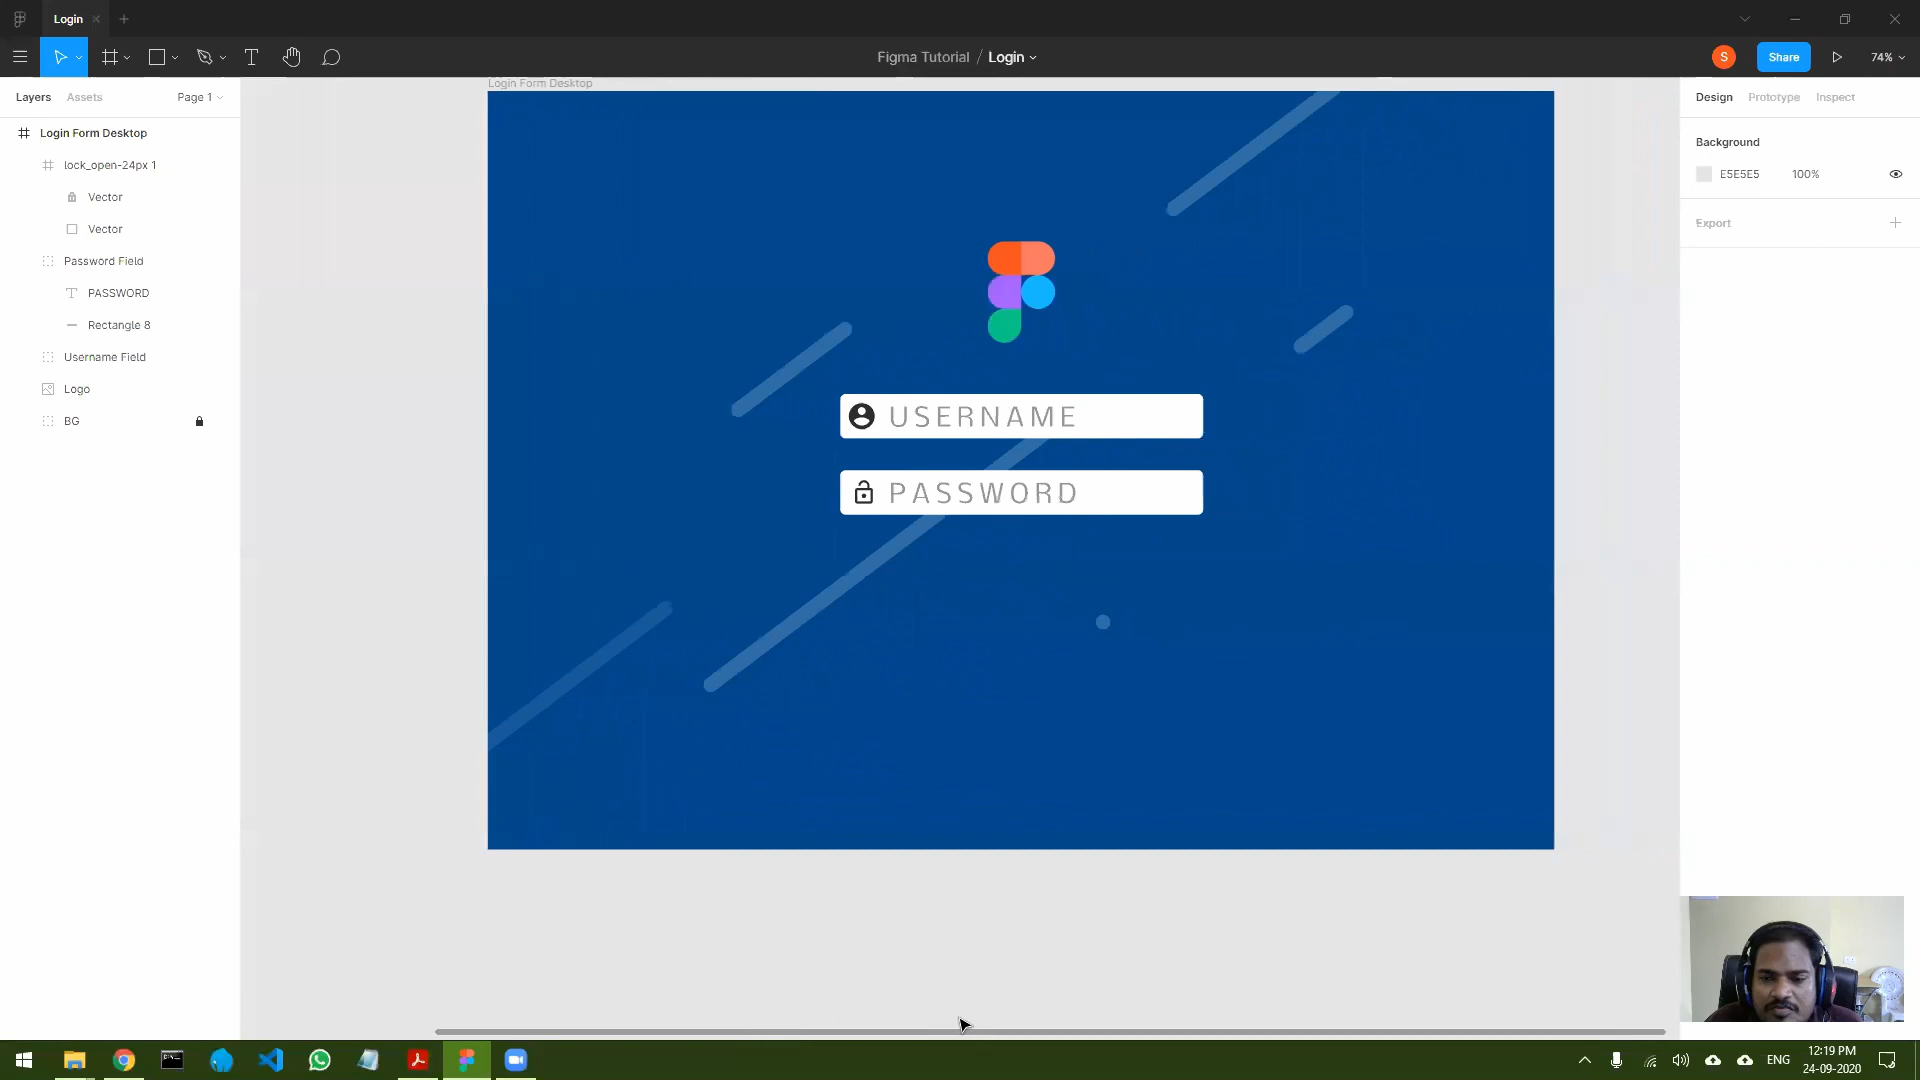 Login
Figma Tutorial / Login
S
Share
74%
Layers
Assets
Page 1
Login Form Desktop
lock_open-24px 1
Vector
Vector
Password Field
PASSWORD
Rectangle 8
Username Field
Logo
BG
Login Form Desktop
USERNAME
PASSWORD
Design
Prototype
Inspect
Background
E5E5E5
100%
Export
ENG
12:19 PM
24-09-2020